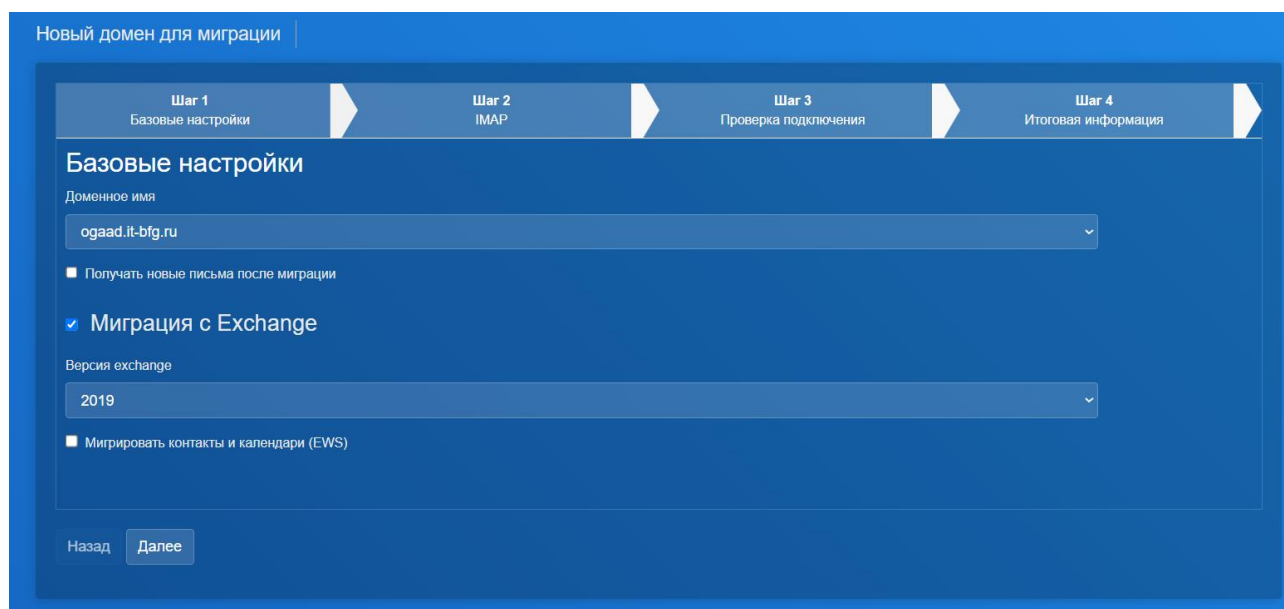 Новый домен для миграции
Шаг 1
Базовые настройки
Шаг 2
IMAP
Шаг 3
Проверка подключения
Шаг 4
Итоговая информация
Базовые настройки
Доменное имя
ogaad.it-bfg.ru
Получать новые письма после миграции
Миграция с Exchange
Версия exchange
2019
Мигрировать контакты и календари (EWS)
Назад
Далее